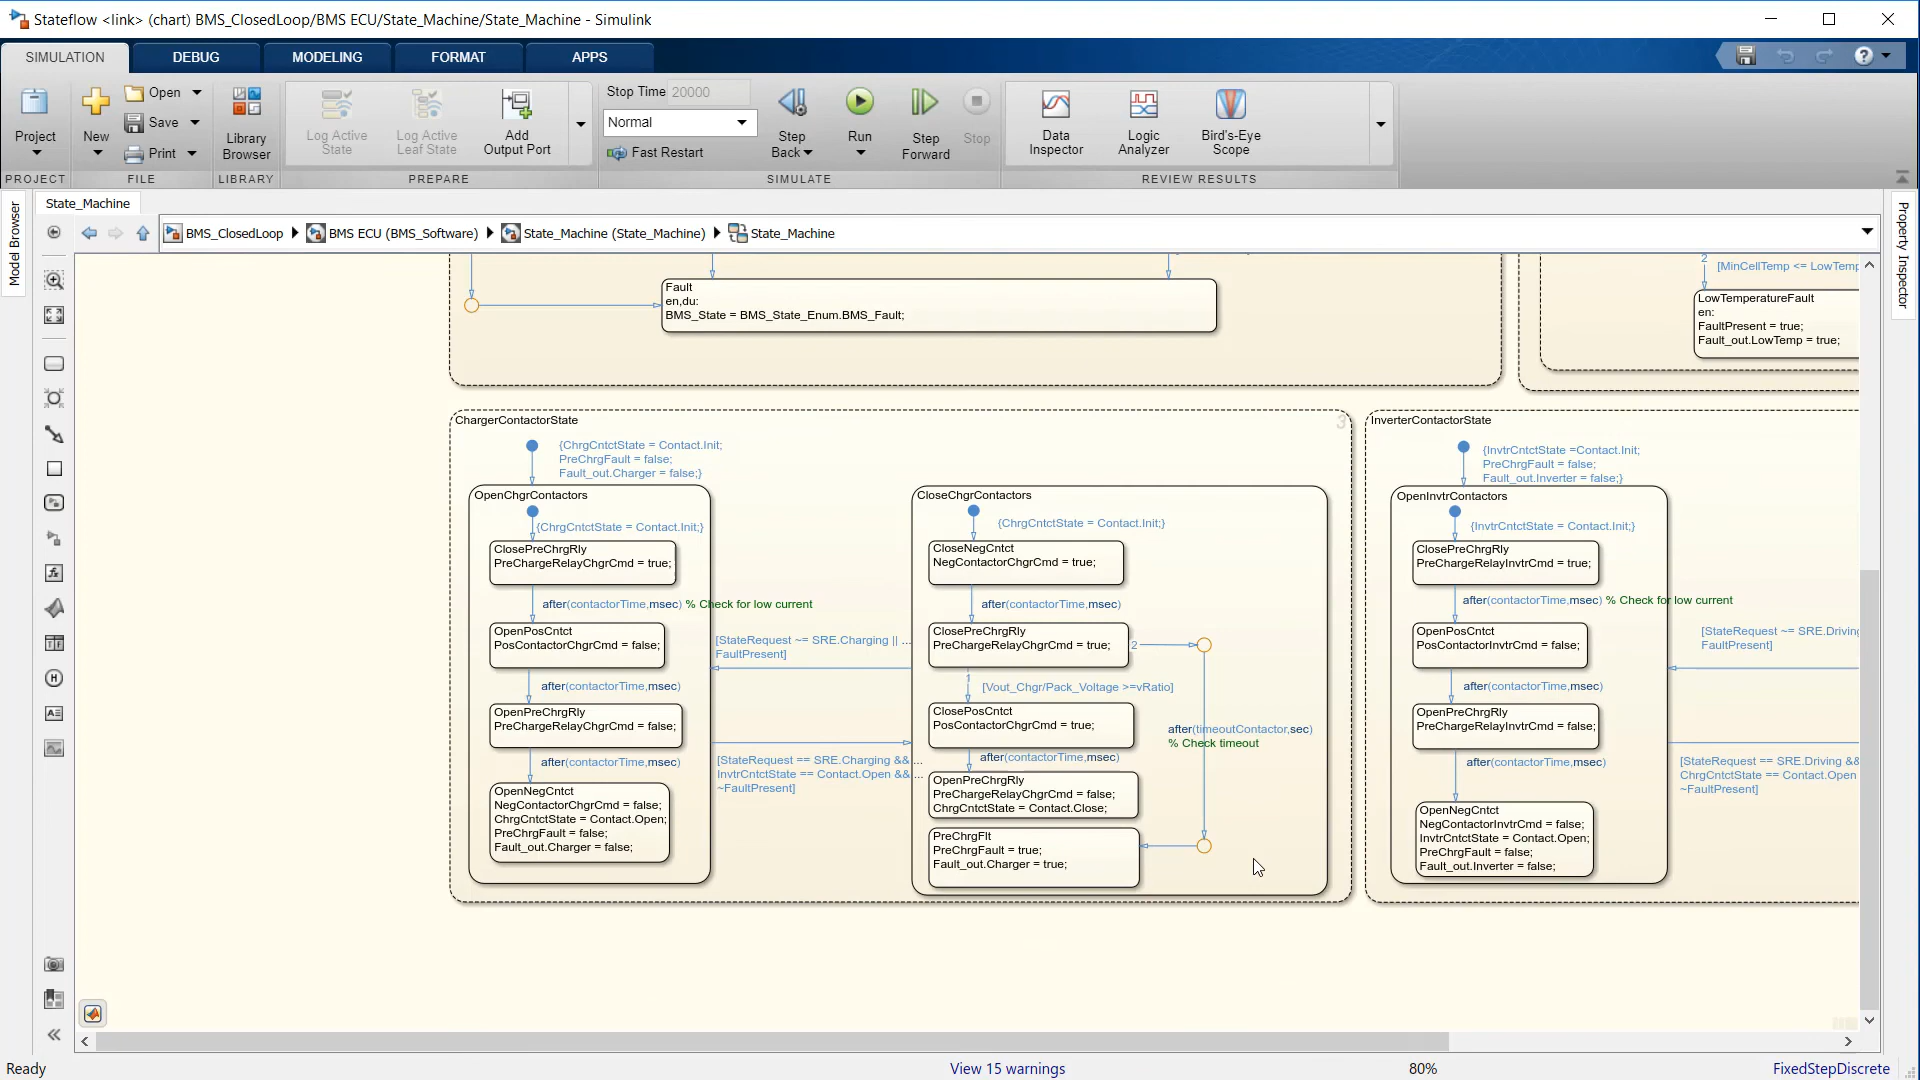 Stateflow <link> (chart) BMS_ClosedLoop/BMS ECU/State_Machine/State_Machine - Simulink
SIMULATION
DEBUG
MODELING
FORMAT
APPS
Project
New
Open
Save
Print
Library
Browser
Log Active
State
Log Active
Leaf State
Add
Output Port
Stop Time 20000
Normal
Fast Restart
Step
Back
Run
Step
Forward
Stop
Data
Inspector
Logic
Analyzer
Bird's-Eye
Scope
PROJECT
FILE
LIBRARY
PREPARE
SIMULATE
REVIEW RESULTS
Model Browser
State_Machine
Property Inspector
BMS_ClosedLoop
BMS ECU (BMS_Software)
State_Machine (State_Machine)
State_Machine
Fault
en,du:
BMS_State = BMS_State_Enum.BMS_Fault;
2
[MinCellTemp <= LowTemp
LowTemperatureFault
en:
FaultPresent = true;
Fault_out.LowTemp = true;
ChargerContactorState
3
{ChrgCntctState = Contact.Init;
PreChrgFault = false;
Fault_out.Charger = false;}
OpenChgrContactors
{ChrgCntctState = Contact.Init;}
ClosePreChrgRly
PreChargeRelayChgrCmd = true;
after(contactorTime,msec) % Check for low current
OpenPosCntct
PosContactorChgrCmd = false;
after(contactorTime,msec)
OpenPreChrgRly
PreChargeRelayChgrCmd = false;
after(contactorTime,msec)
OpenNegCntct
NegContactorChgrCmd = false;
ChrgCntctState = Contact.Open;
PreChrgFault = false;
Fault_out.Charger = false;
[StateRequest ~= SRE.Charging || ...
FaultPresent]
[StateRequest == SRE.Charging && ...
InvtrCntctState == Contact.Open && ...
~FaultPresent]
CloseChgrContactors
{ChrgCntctState = Contact.Init;}
CloseNegCntct
NegContactorChgrCmd = true;
after(contactorTime,msec)
ClosePreChrgRly
PreChargeRelayChgrCmd = true;
2
1
[Vout_Chgr/Pack_Voltage >=vRatio]
ClosePosCntct
PosContactorChgrCmd = true;
after(contactorTime,msec)
OpenPreChrgRly
PreChargeRelayChgrCmd = false;
ChrgCntctState = Contact.Close;
PreChrgFlt
PreChrgFault = true;
Fault_out.Charger = true;
after(timeoutContactor,sec)
% Check timeout
InverterContactorState
{InvtrCntctState =Contact.Init;
PreChrgFault = false;
Fault_out.Inverter = false;}
OpenInvtrContactors
{InvtrCntctState = Contact.Init;}
ClosePreChrgRly
PreChargeRelayInvtrCmd = true;
after(contactorTime,msec) % Check for low current
OpenPosCntct
PosContactorInvtrCmd = false;
after(contactorTime,msec)
OpenPreChrgRly
PreChargeRelayInvtrCmd = false;
after(contactorTime,msec)
OpenNegCntct
NegContactorInvtrCmd = false;
InvtrCntctState = Contact.Open;
PreChrgFault = false;
Fault_out.Inverter = false;
[StateRequest ~= SRE.Driving
FaultPresent]
[StateRequest == SRE.Driving &&
ChrgCntctState == Contact.Open
~FaultPresent]
Ready
View 15 warnings
80%
FixedStepDiscrete